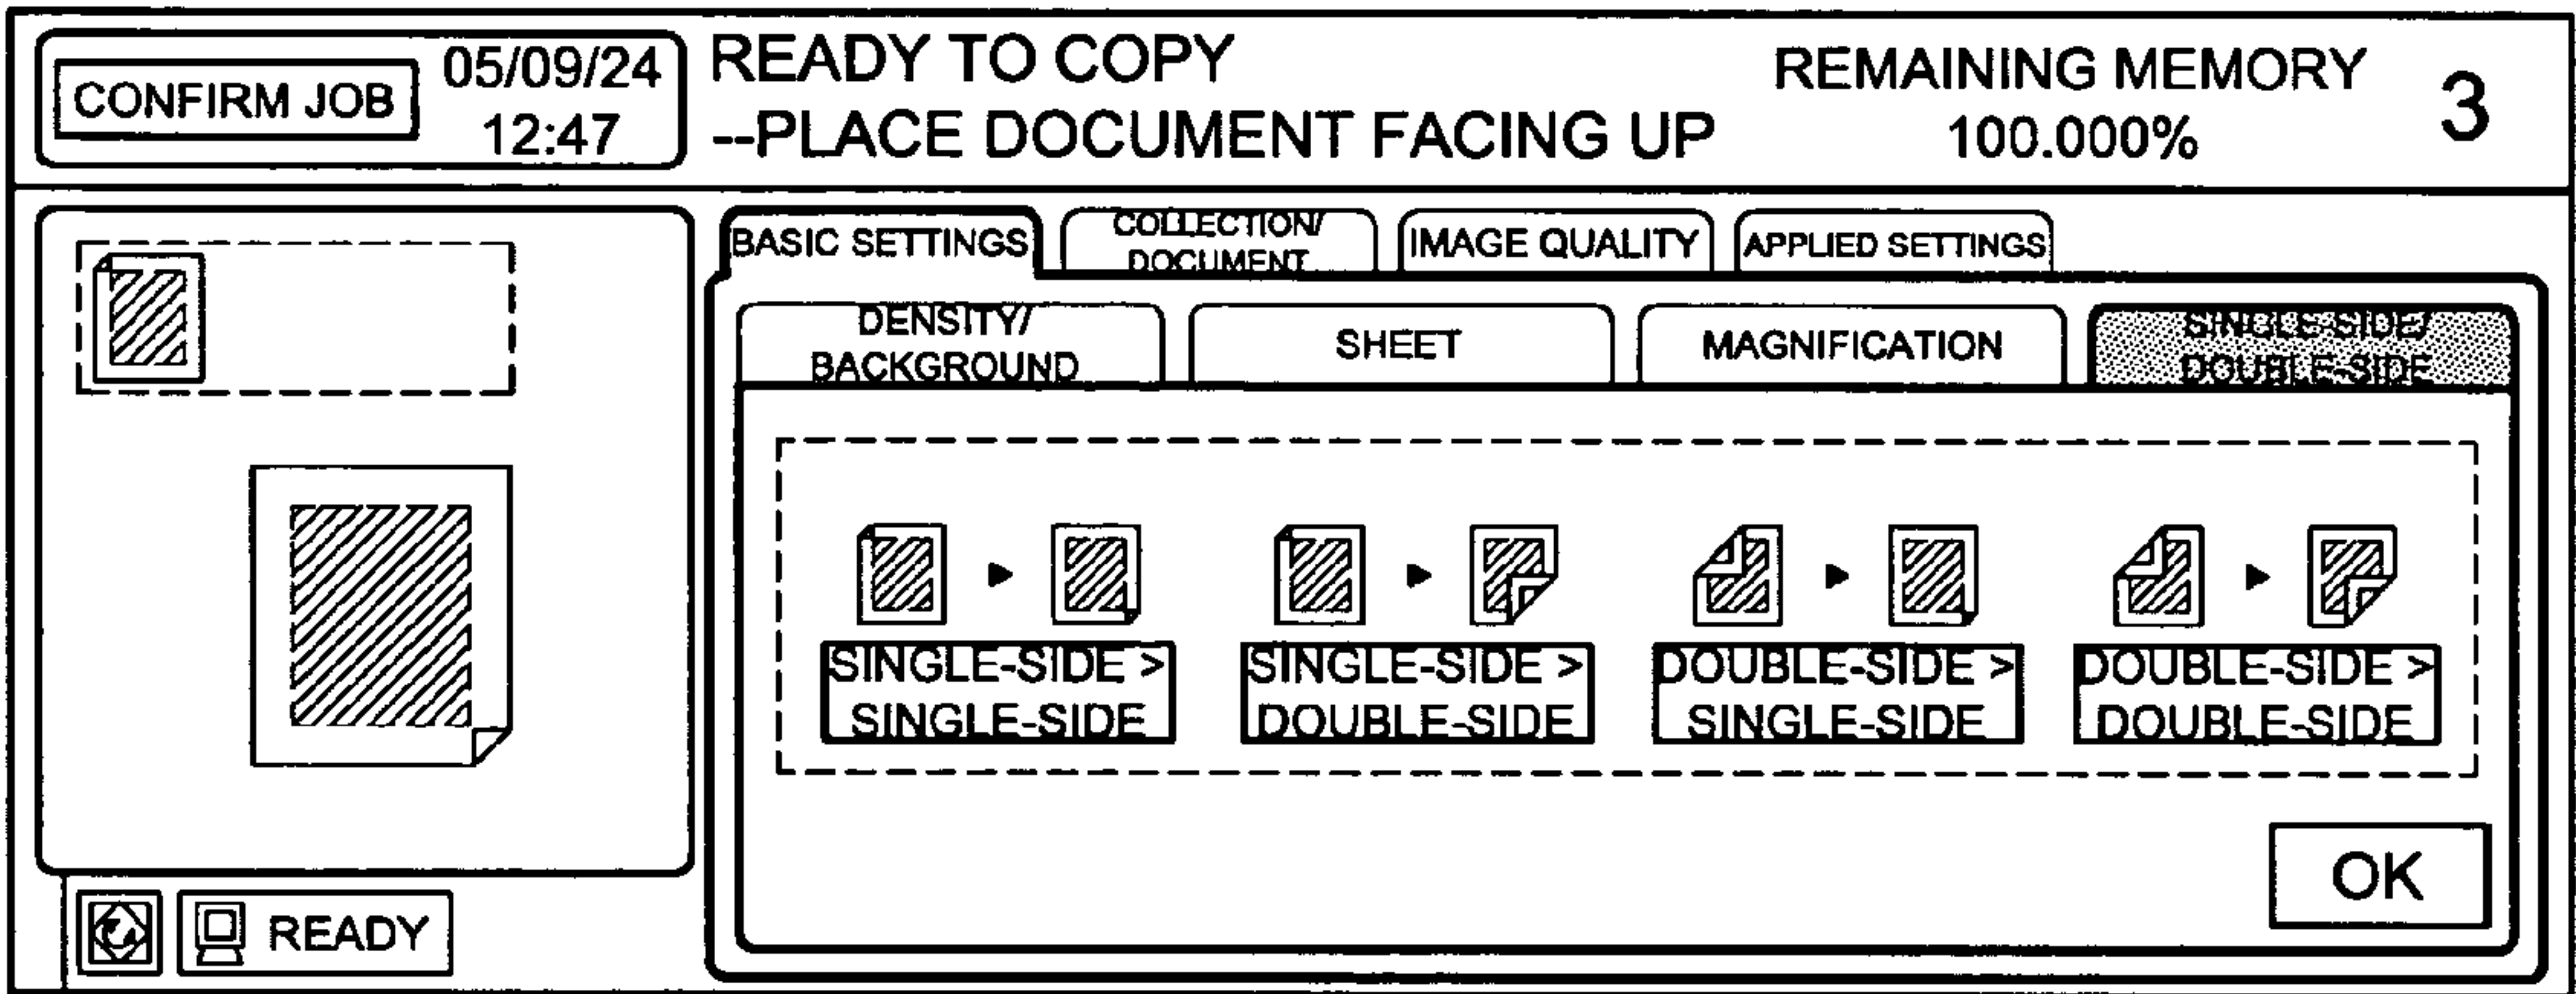 CONFIRM JOB
05/09/24
12:47
READY TO COPY
--PLACE DOCUMENT FACING UP
REMAINING MEMORY
100.000%
3
BASIC SETTINGS
COLLECTION/
DOCUMENT
IMAGE QUALITY
APPLIED SETTINGS
DENSITY/
BACKGROUND
SHEET
MAGNIFICATION
SINGLE-SIDE/
DOUBLE-SIDE
SINGLE-SIDE >
SINGLE-SIDE
SINGLE-SIDE >
DOUBLE-SIDE
DOUBLE-SIDE >
SINGLE-SIDE
DOUBLE-SIDE >
DOUBLE-SIDE
OK
READY